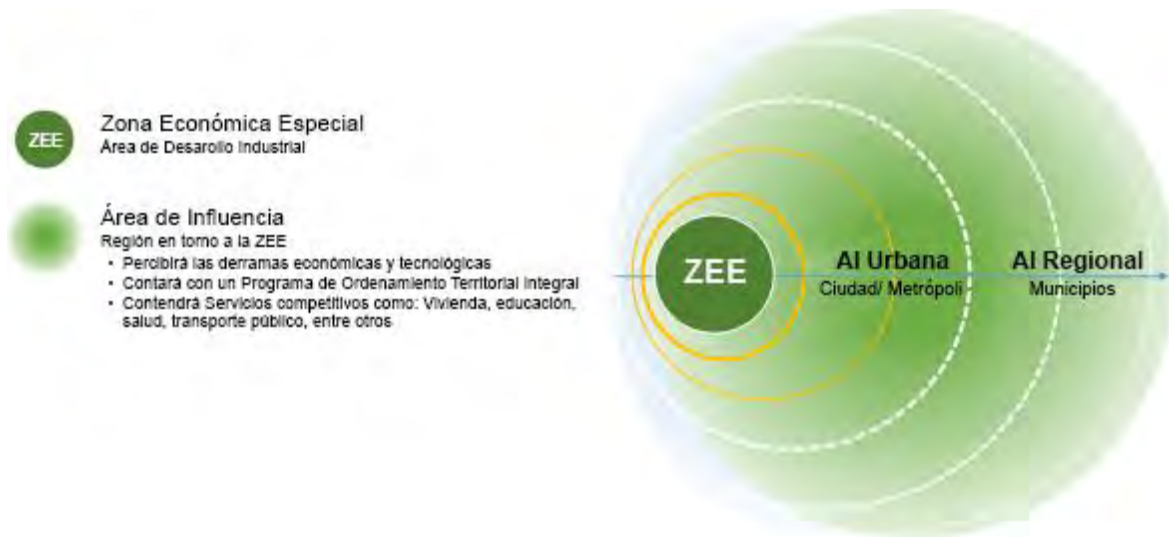 ZEE
Zona Económica Especial
Área de Desarollo Industrial
Área de Influencia
Región en torno a la ZEE
• Percibirá las derramas económicas y tecnológicas
• Contará con un Programa de Ordenamiento Territorial Integral
• Contendrá Servicios competitivos como: Vivienda, educación,
salud, transporte público, entre otros
ZEE
AI Urbana
Ciudad/ Metrópoli
AI Regional
Municipios